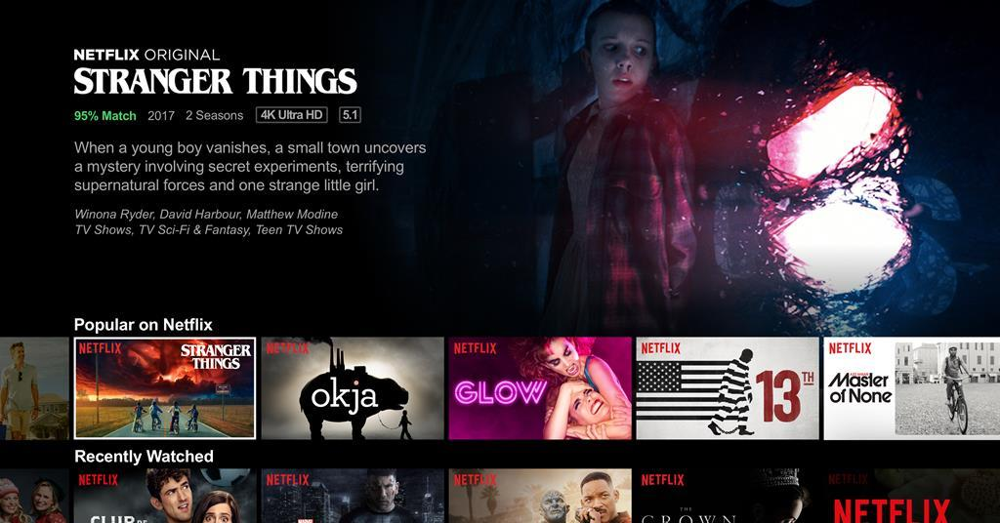 NETFLIX ORIGINAL
STRANGER THINGS
95% Match 2017 2 Seasons 4K Ultra HD 5.1
When a young boy vanishes, a small town uncovers
a mystery involving secret experiments, terrifying
supernatural forces and one strange little girl.
Winona Ryder, David Harbour, Matthew Modine
TV Shows, TV Sci-Fi & Fantasy, Teen TV Shows
Popular on Netflix
NETFLIX
STRANGER
THINGS
NETFLIX
okja
NETFLIX
GLOW
NETFLIX
13TH
NETFLIX
Master
of None
Recently Watched
NETFLIX
CLUB DE
NETFLIX
NETFLIX
NETFLIX
THE
CROWN
NETFLIX
NETFLIX